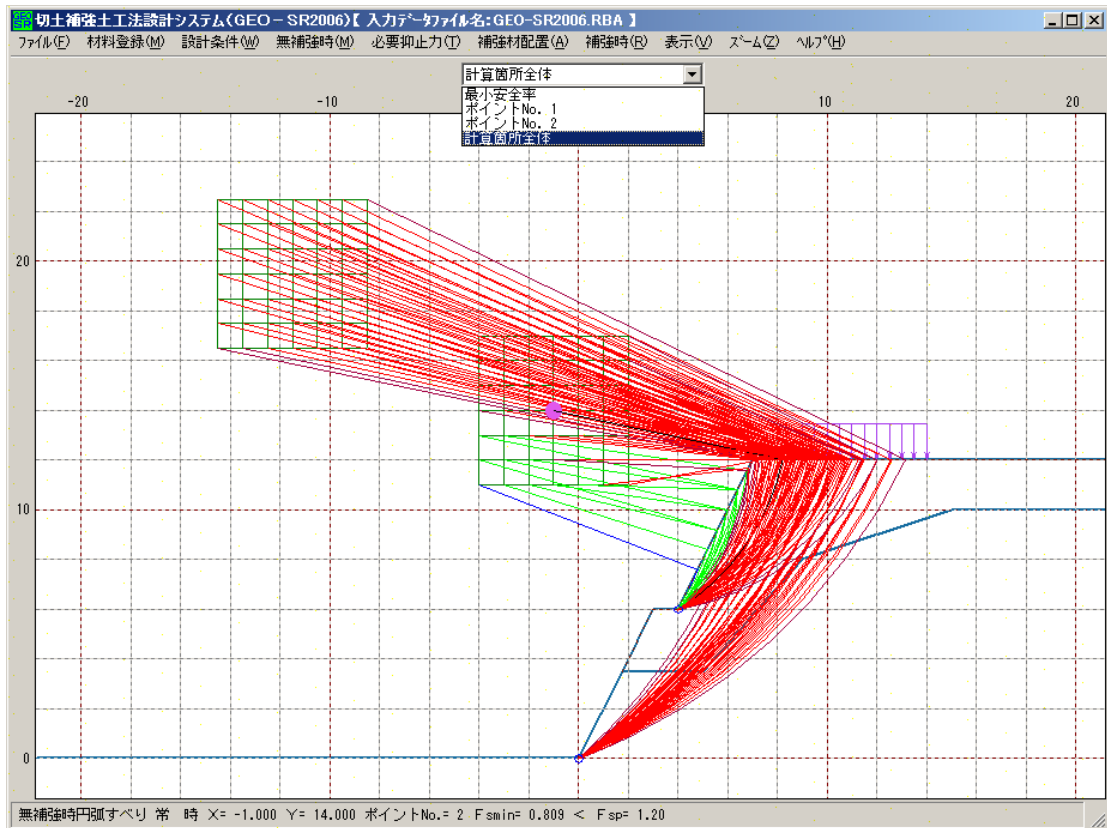 切土補強土工法設計システム(GEO-SR2006)【 入力データファイル名:GEO-SR2006.RBA 】
ファイル(F) 材料登録(M) 設計条件(W) 無補強時(M) 必要抑止力(T) 補強材配置(A) 補強時(R) 表示(V) ズーム(Z) ヘルプ(H)
計算箇所全体
最小安全率
ポイントNo. 1
ポイントNo. 2
計算箇所全体
-20 -10 10 20
20
10
0
無補強時円弧すべり 常 時 X= -1.000 Y= 14.000 ポイントNo.= 2 Fsmin= 0.809 < Fsp= 1.20